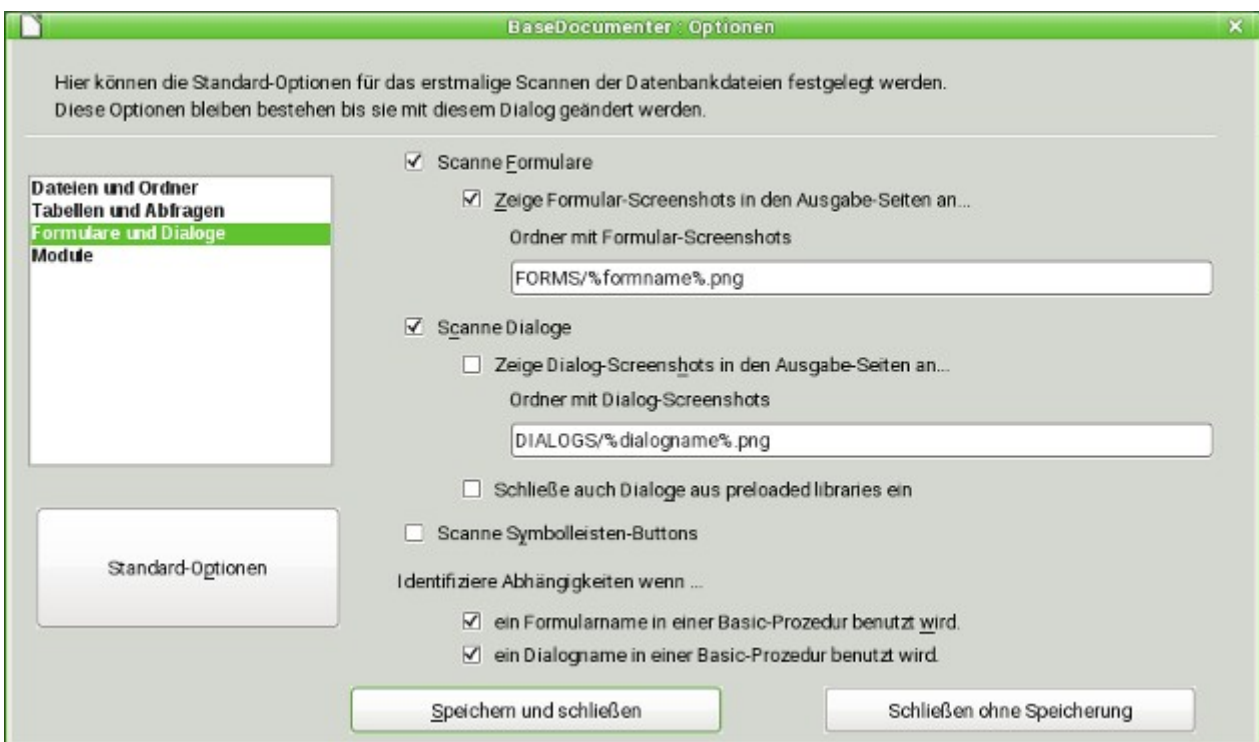 BaseDocumenter : Optionen
Hier können die Standard-Optionen für das erstmalige Scannen der Datenbankdateien festgelegt werden.
Diese Optionen bleiben bestehen bis sie mit diesem Dialog geändert werden.
Dateien und Ordner
Tabellen und Abfragen
Formulare und Dialoge
Module
Standard-Optionen
Scanne Formulare
Zeige Formular-Screenshots in den Ausgabe-Seiten an...
Ordner mit Formular-Screenshots
FORMS/%formname%.png
Scanne Dialoge
Zeige Dialog-Screenshots in den Ausgabe-Seiten an...
Ordner mit Dialog-Screenshots
DIALOGS/%dialogname%.png
Schließe auch Dialoge aus preloaded libraries ein
Scanne Symbolleisten-Buttons
Identifiziere Abhängigkeiten wenn ...
ein Formularname in einer Basic-Prozedur benutzt wird.
ein Dialogname in einer Basic-Prozedur benutzt wird.
Speichern und schließen
Schließen ohne Speicherung